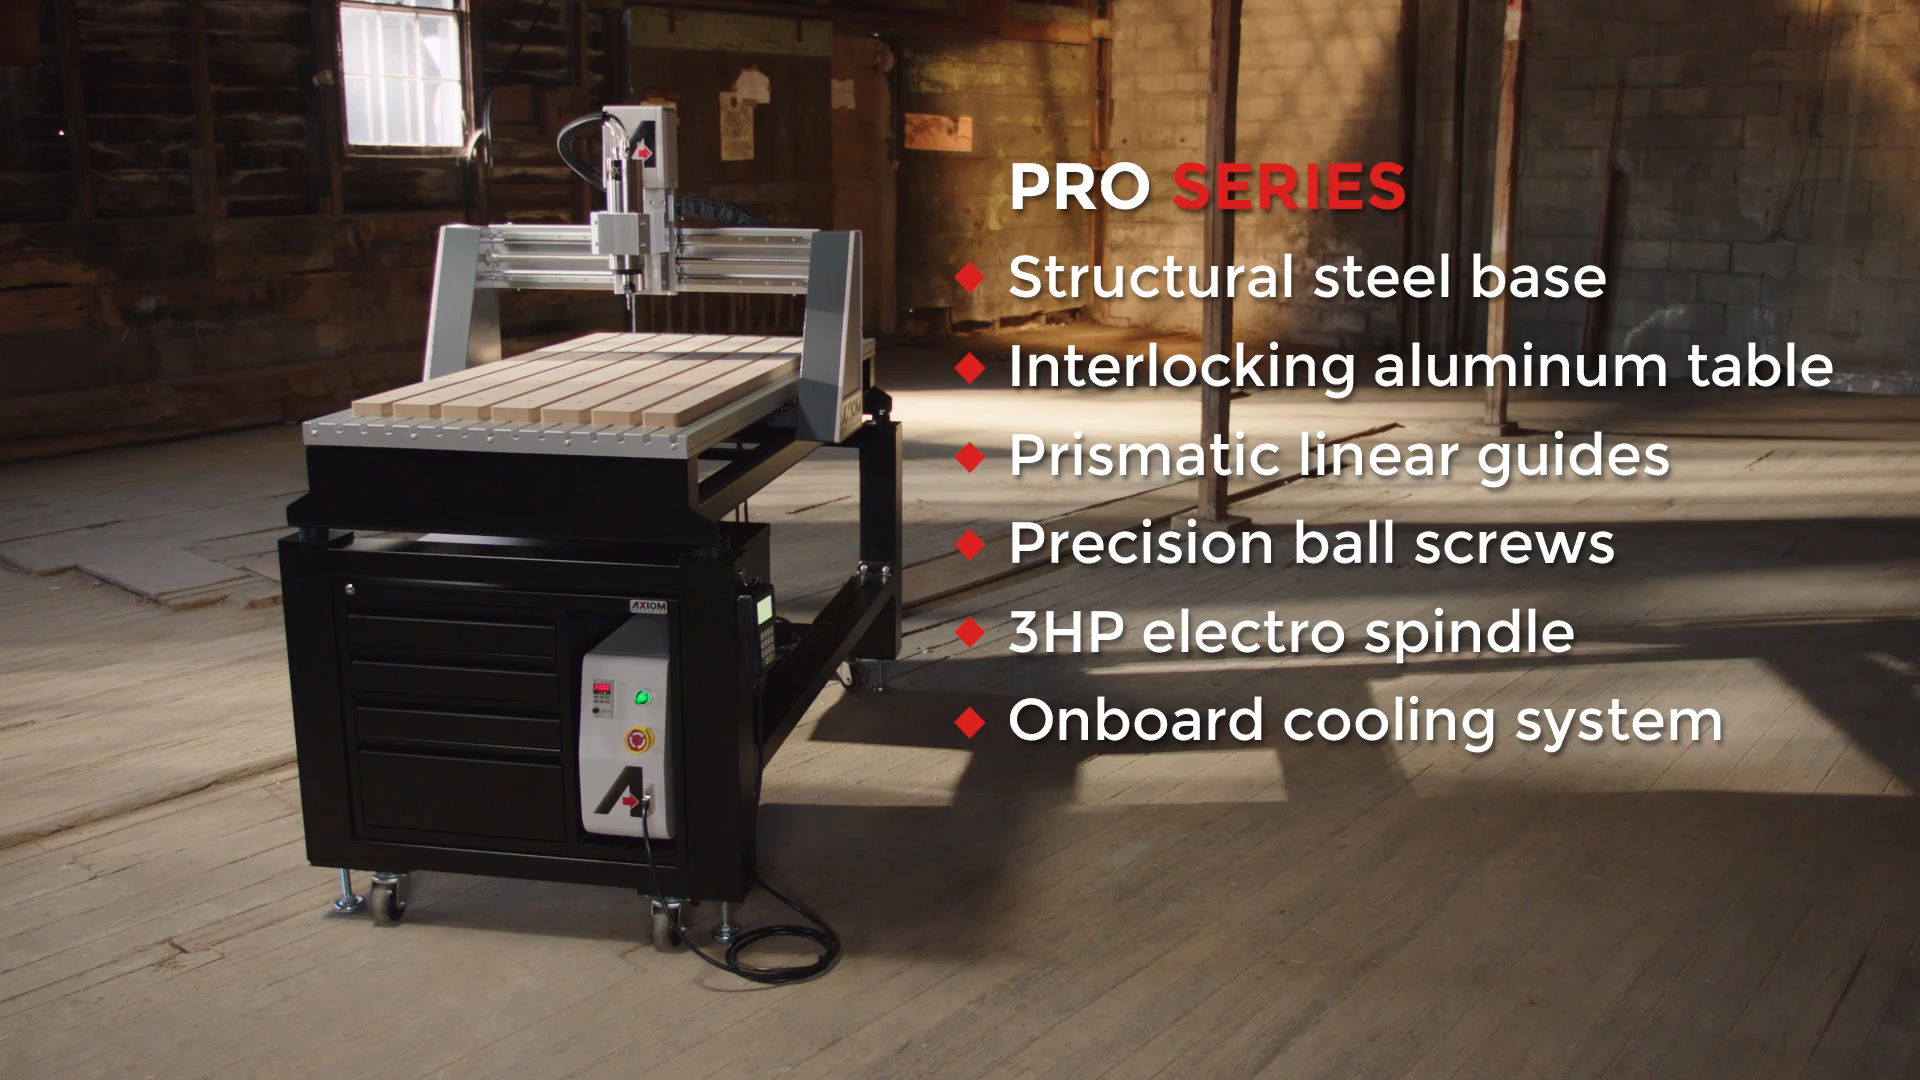 PRO SERIES
Structural steel base
Interlocking aluminum table
Prismatic linear guides
Precision ball screws
3HP electro spindle
Onboard cooling system
AXIOM
AXIOM